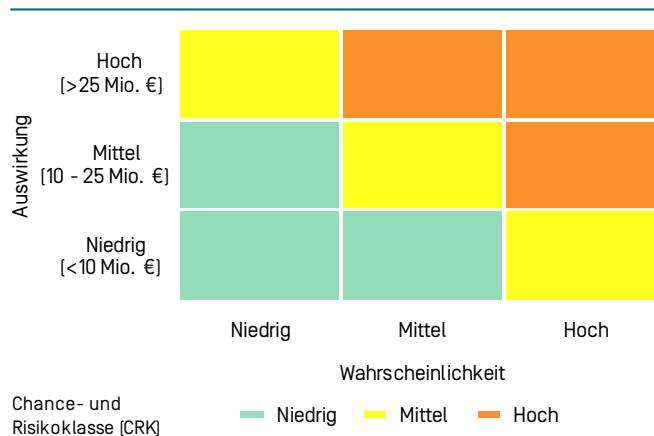 Auswirkung
Hoch
(>25 Mio. €)
Mittel
(10 - 25 Mio. €)
Niedrig
(<10 Mio. €)
Niedrig
Mittel
Hoch
Wahrscheinlichkeit
Chance- und
Risikoklasse (CRK)
Niedrig
Mittel
Hoch